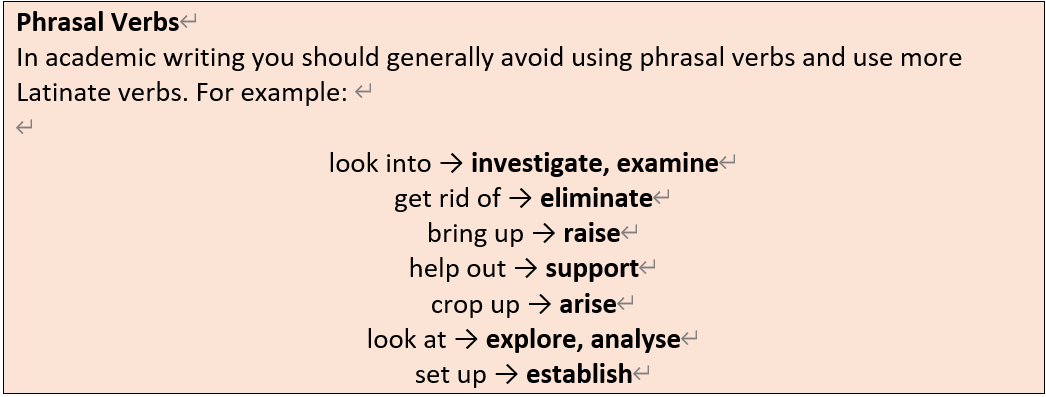 Phrasal Verbs↵
In academic writing you should generally avoid using phrasal verbs and use more
Latinate verbs. For example: ↵
↵
look into → investigate, examine↵
get rid of → eliminate↵
bring up → raise↵
help out → support↵
crop up → arise↵
look at → explore, analyse↵
set up → establish↵